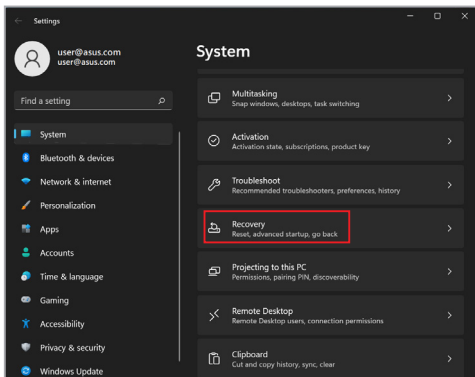 Settings
user@asus.com
user@asus.com
Find a setting
System
Bluetooth & devices
Network & internet
Personalization
Apps
Accounts
Time & language
Gaming
Accessibility
Privacy & security
Windows Update
System
Multitasking
Snap windows, desktops, task switching
Activation
Activation state, subscriptions, product key
Troubleshoot
Recommended troubleshooters, preferences, history
Recovery
Reset, advanced startup, go back
Projecting to this PC
Permissions, pairing PIN, discoverability
Remote Desktop
Remote Desktop users, connection permissions
Clipboard
Cut and copy history, sync, clear